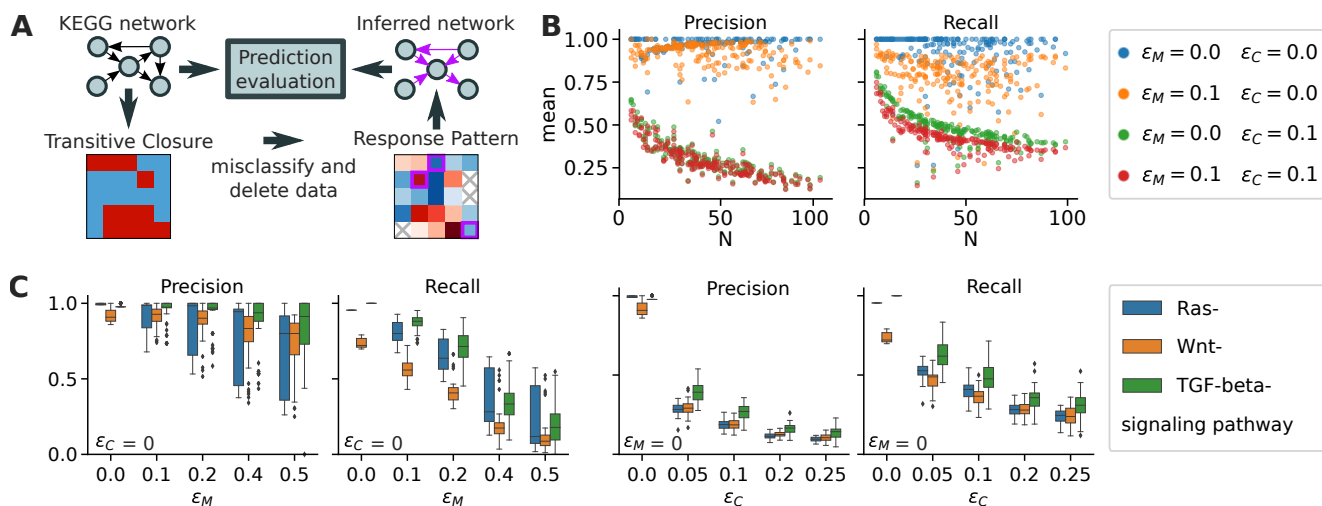 A
KEGG network
Prediction
evaluation
Inferred network
Transitive Closure
misclassify and
delete data
Response Pattern
B
Precision
Recall
mean
1.00
0.75
0.50
0.25
0
50
100
N
0
50
100
N
ε_M = 0.0 ε_C = 0.0
ε_M = 0.1 ε_C = 0.0
ε_M = 0.0 ε_C = 0.1
ε_M = 0.1 ε_C = 0.1
C
Precision
1.0
0.5
0.0
ε_C = 0
0.0 0.1 0.2 0.4 0.5
ε_M
Recall
ε_C = 0
0.0 0.1 0.2 0.4 0.5
ε_M
Precision
ε_M = 0
0.0 0.05 0.1 0.2 0.25
ε_C
Recall
ε_M = 0
0.0 0.05 0.1 0.2 0.25
ε_C
Ras-
Wnt-
TGF-beta-
signaling pathway